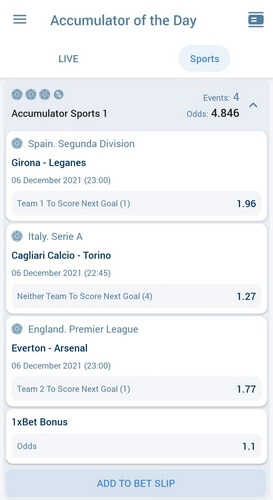 Accumulator of the Day
LIVE
Sports
Events: 4
Accumulator Sports 1
Odds: 4.846
Spain. Segunda Division
Girona - Leganes
06 December 2021 (23:00)
Team 1 To Score Next Goal (1)
1.96
Italy. Serie A
Cagliari Calcio - Torino
06 December 2021 (22:45)
Neither Team To Score Next Goal (4)
1.27
England. Premier League
Everton - Arsenal
06 December 2021 (23:00)
Team 2 To Score Next Goal (1)
1.77
1xBet Bonus
Odds
1.1
ADD TO BET SLIP